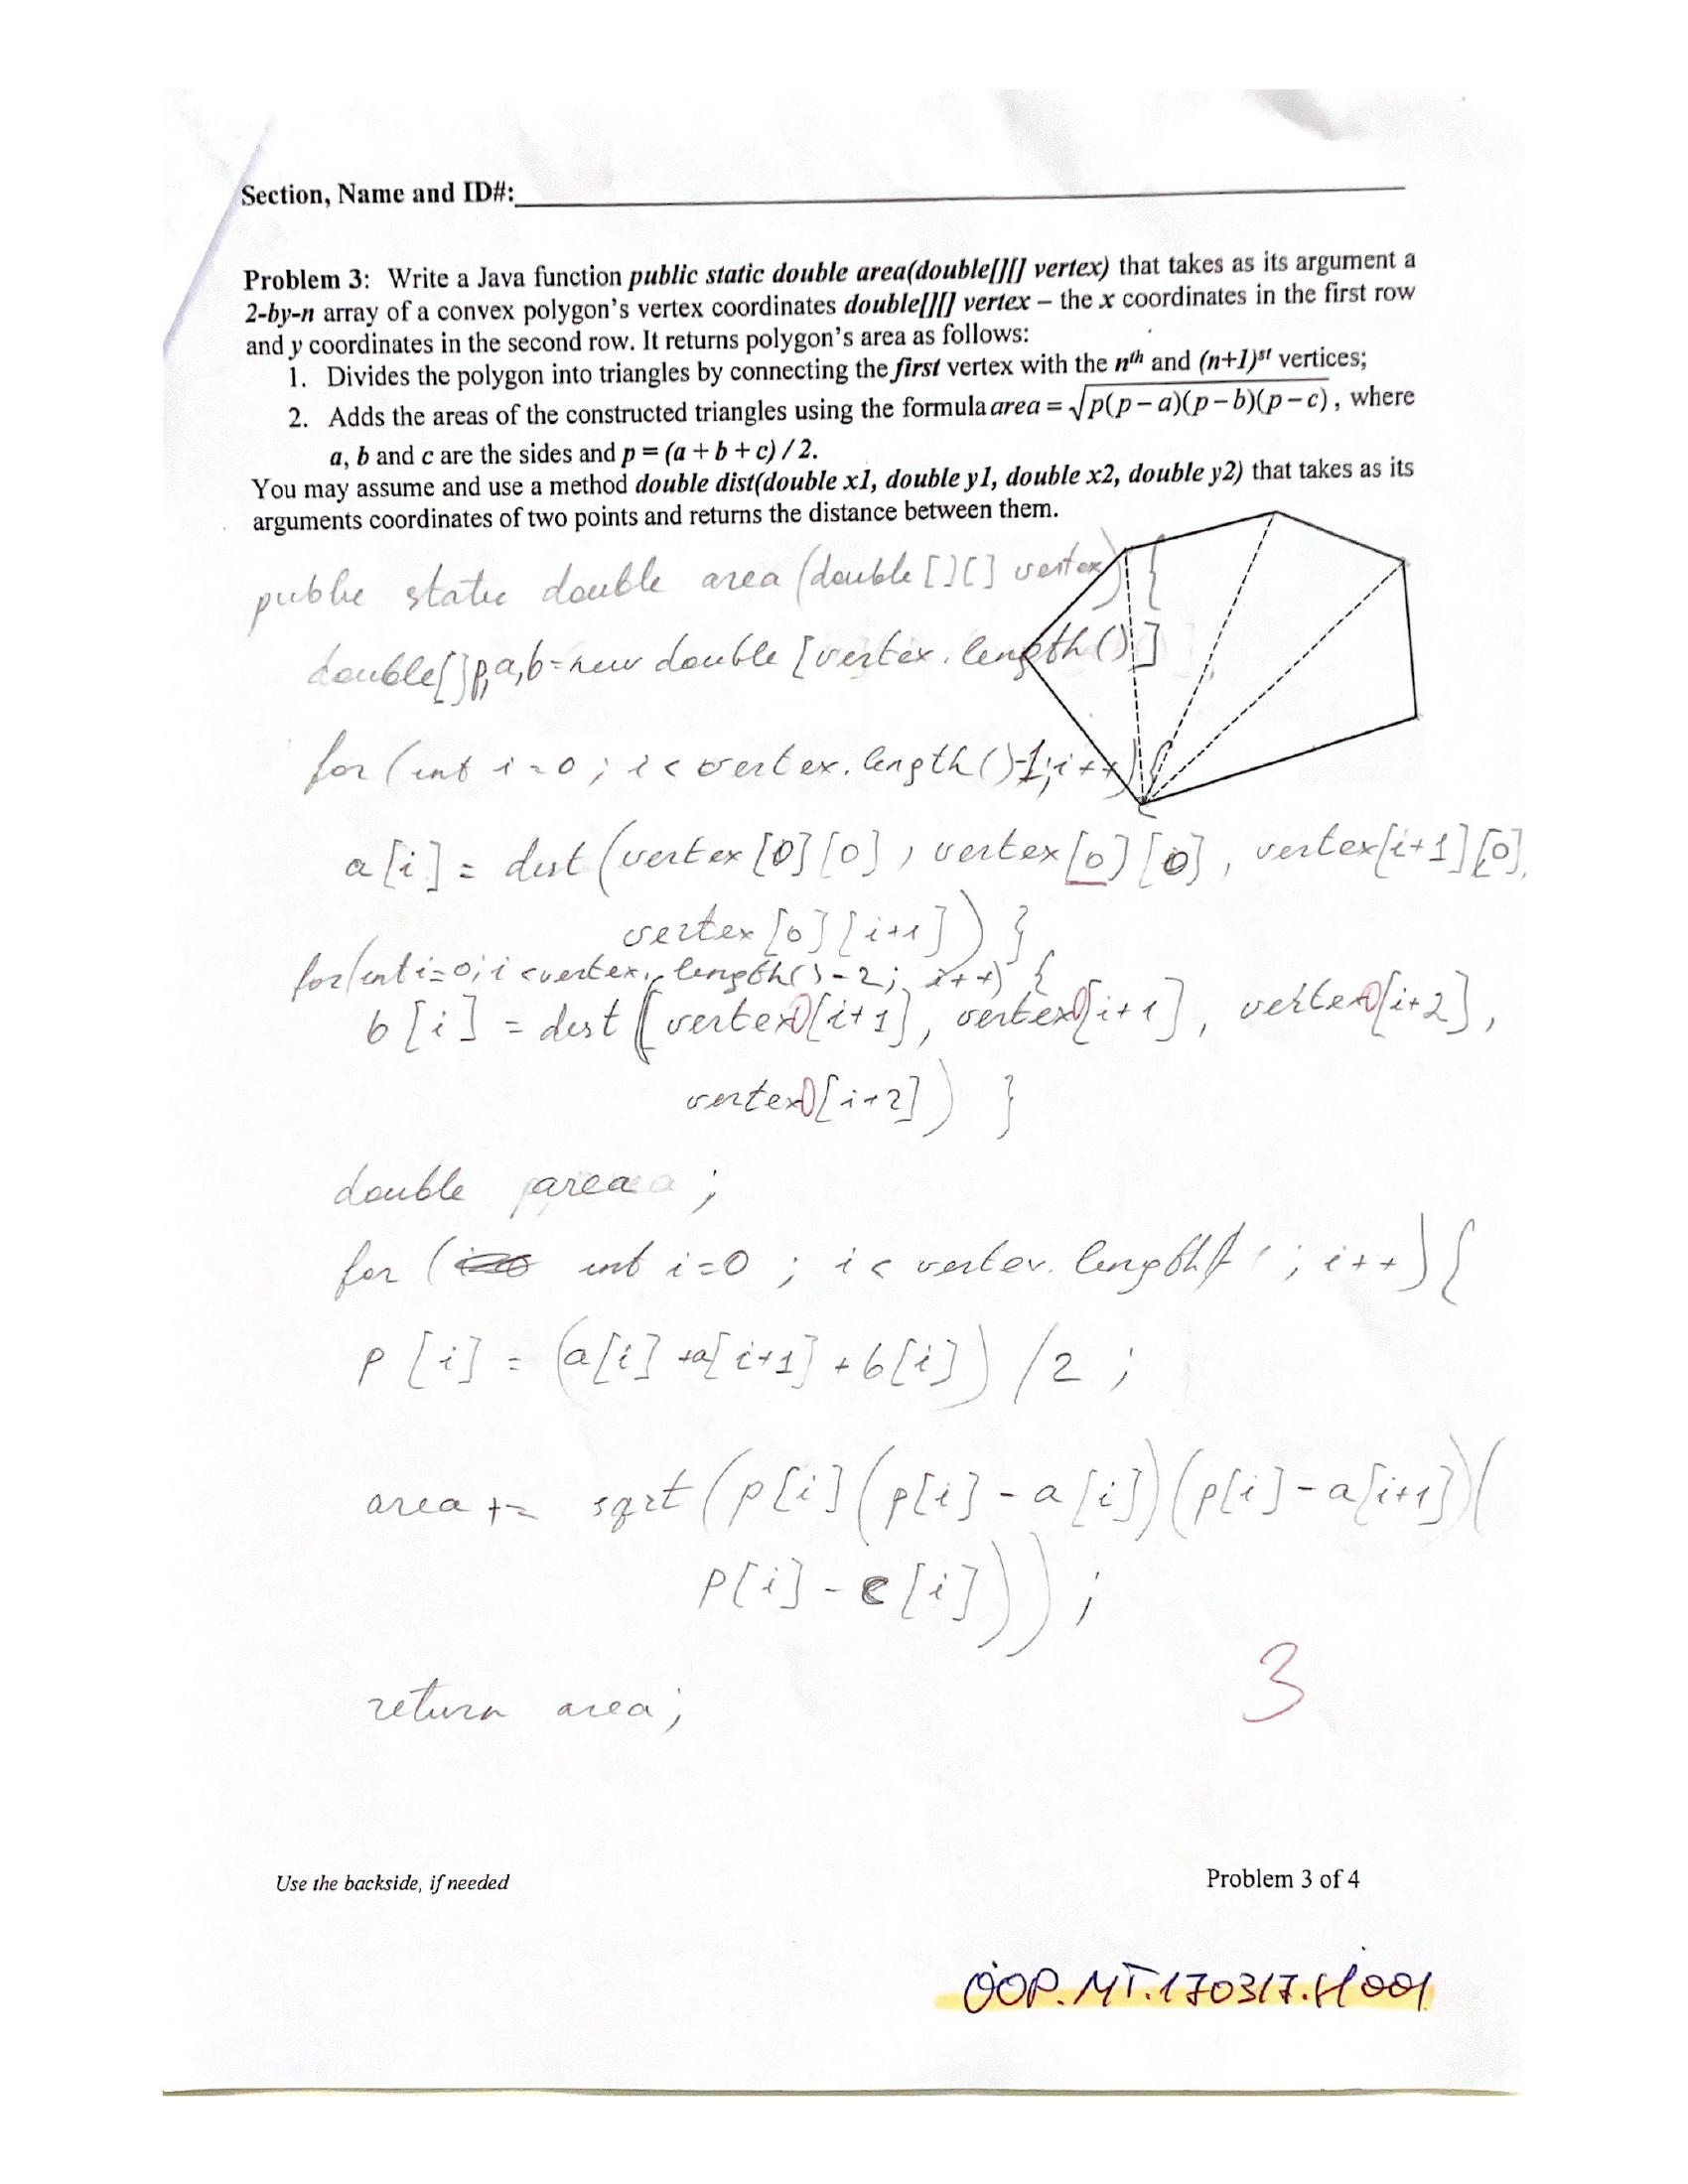 Section, Name and ID#:
Problem 3: Write a Java function public static double area(double[][] vertex) that takes as its argument a
2-by-n array of a convex polygon's vertex coordinates double[][] vertex – the x coordinates in the first row
and y coordinates in the second row. It returns polygon's area as follows:
1. Divides the polygon into triangles by connecting the first vertex with the nth and (n+1)st vertices;
2. Adds the areas of the constructed triangles using the formula area = √p(p−a)(p−b)(p−c), where
a, b and c are the sides and p = (a + b + c) / 2.
You may assume and use a method double dist(double x1, double y1, double x2, double y2) that takes as its
arguments coordinates of two points and returns the distance between them.
public static double area (double [][] vertex) {
double[] p,a,b=new double [vertex.length()]
for (int i=0; i< vertex.length()-1;i++) {
a[i] = dist (vertex [0][0], vertex[0][0], vertex[i+1][0],
vertex [0][i+1]) }
for(int i=0; i<vertex.length()-2; i++) {
b[i] = dist (vertex[][i+1], vertex[][i+1], vertex[][i+2],
vertex[][i+2]) }
double area;
for ( int i=0 ; i< vertex.length ; i++) {
p [i] = (a[i] +a[i+1] +b[i]) /2 ;
area += sqrt (p[i] (p[i] - a [i]) (p[i] - a[i+1]) (
p[i] - c [i])) ;
return area;
3
Use the backside, if needed
Problem 3 of 4
OOP.MT.170317.H001